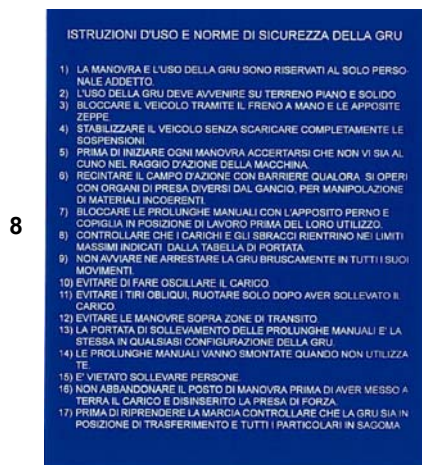 ISTRUZIONI D'USO E NORME DI SICUREZZA DELLA GRU
1) LA MANOVRA E L'USO DELLA GRU SONO RISERVATI AL SOLO PERSO-
NALE ADDETTO.
2) L'USO DELLA GRU DEVE AVVENIRE SU TERRENO PIANO E SOLIDO
3) BLOCCARE IL VEICOLO TRAMITE IL FRENO A MANO E LE APPOSITE
ZEPPE
4) STABILIZZARE IL VEICOLO SENZA SCARICARE COMPLETAMENTE LE
SOSPENSIONI
5) PRIMA DI INIZIARE OGNI MANOVRA ACCERTARSI CHE NON VI SIA AL
CUNO NEL RAGGIO D'AZIONE DELLA MACCHINA.
6) RECINTARE IL CAMPO D'AZIONE CON BARRIERE QUALORA SI OPERI
CON ORGANI DI PRESA DIVERSI DAL GANCIO, PER MANIPOLAZIONE
DI MATERIALI INCOERENTI.
7) BLOCCARE LE PROLUNGHE MANUALI CON L'APPOSITO PERNO E
COPIGLIA IN POSIZIONE DI LAVORO PRIMA DEL LORO UTILIZZO.
8
8) CONTROLLARE CHE I CARICHI E GLI SBRACCI RIENTRINO NEI LIMITI
MASSIMI INDICATI DALLA TABELLA DI PORTATA.
9) NON AVVIARE NE ARRESTARE LA GRU BRUSCAMENTE IN TUTTI I SUOI
MOVIMENTI.
10) EVITARE DI FARE OSCILLARE IL CARICO.
11) EVITARE I TIRI OBLIQUI, RUOTARE SOLO DOPO AVER SOLLEVATO IL
CARICO.
12) EVITARE LE MANOVRE SOPRA ZONE DI TRANSITO.
13) LA PORTATA DI SOLLEVAMENTO DELLE PROLUNGHE MANUALI E' LA
STESSA IN QUALSIASI CONFIGURAZIONE DELLA GRU.
14) LE PROLUNGHE MANUALI VANNO SMONTATE QUANDO NON UTILIZZA
TE.
15) E' VIETATO SOLLEVARE PERSONE.
16) NON ABBANDONARE IL POSTO DI MANOVRA PRIMA DI AVER MESSO A
TERRA IL CARICO E DISINSERITO LA PRESA DI FORZA.
17) PRIMA DI RIPRENDERE LA MARCIA CONTROLLARE CHE LA GRU SIA IN
POSIZIONE DI TRASFERIMENTO E TUTTI I PARTICOLARI IN SAGOMA